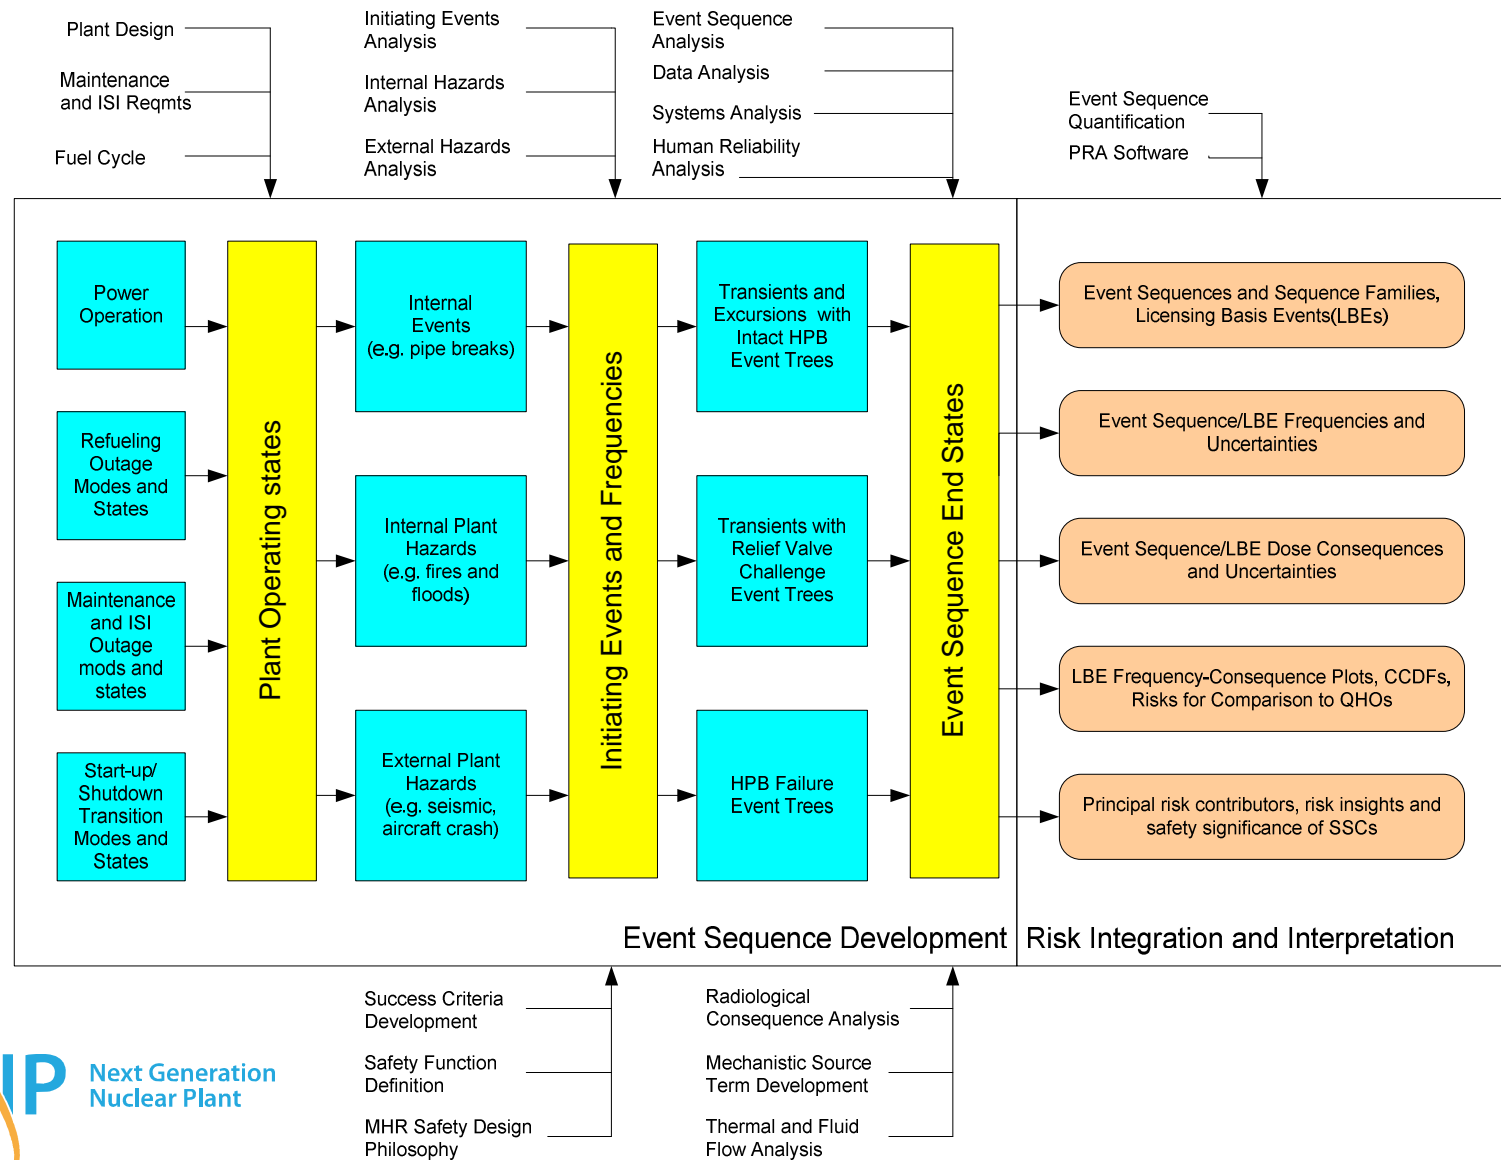 Plant Design
Maintenance
and ISI Reqmts
Fuel Cycle
Initiating Events
Analysis
Internal Hazards
Analysis
External Hazards
Analysis
Event Sequence
Analysis
Data Analysis
Systems Analysis
Human Reliability
Analysis
Event Sequence
Quantification
PRA Software
Power
Operation
Refueling
Outage
Modes and
States
Maintenance
and ISI
Outage
mods and
states
Start-up/
Shutdown
Transition
Modes and
States
Plant Operating states
Internal
Events
(e.g. pipe breaks)
Internal Plant
Hazards
(e.g. fires and
floods)
External Plant
Hazards
(e.g. seismic,
aircraft crash)
Initiating Events and Frequencies
Transients and
Excursions with
Intact HPB
Event Trees
Transients with
Relief Valve
Challenge
Event Trees
HPB Failure
Event Trees
Event Sequence End States
Event Sequences and Sequence Families,
Licensing Basis Events(LBEs)
Event Sequence/LBE Frequencies and
Uncertainties
Event Sequence/LBE Dose Consequences
and Uncertainties
LBE Frequency-Consequence Plots, CCDFs,
Risks for Comparison to QHOs
Principal risk contributors, risk insights and
safety significance of SSCs
Event Sequence Development
Risk Integration and Interpretation
Success Criteria
Development
Safety Function
Definition
MHR Safety Design
Philosophy
Radiological
Consequence Analysis
Mechanistic Source
Term Development
Thermal and Fluid
Flow Analysis
IP
Next Generation
Nuclear Plant